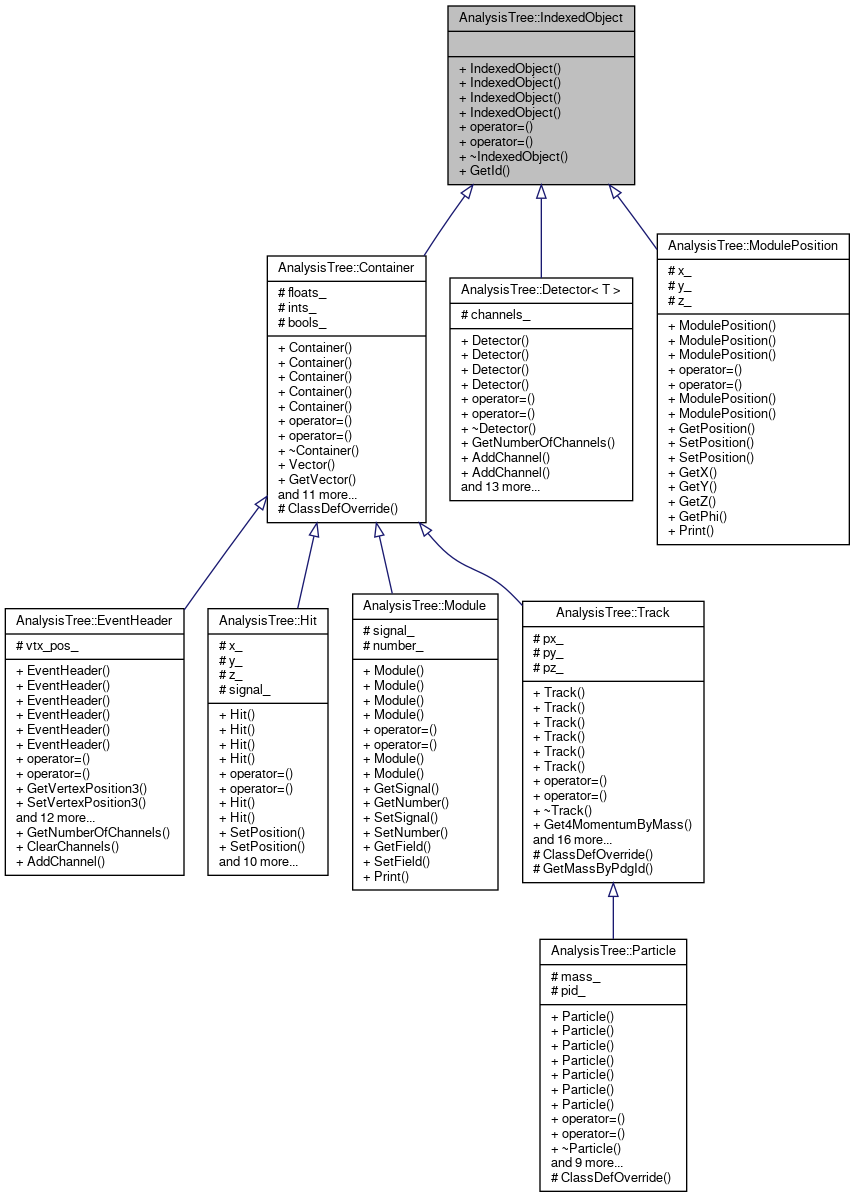 AnalysisTree::IndexedObject
+ IndexedObject()
+ IndexedObject()
+ IndexedObject()
+ IndexedObject()
+ operator=()
+ operator=()
+ ~IndexedObject()
+ GetId()
AnalysisTree::Container
# floats_
# ints_
# bools_
+ Container()
+ Container()
+ Container()
+ Container()
+ Container()
+ operator=()
+ operator=()
+ ~Container()
+ Vector()
+ GetVector()
and 11 more...
# ClassDefOverride()
AnalysisTree::Detector< T >
# channels_
+ Detector()
+ Detector()
+ Detector()
+ Detector()
+ operator=()
+ operator=()
+ ~Detector()
+ GetNumberOfChannels()
+ AddChannel()
+ AddChannel()
and 13 more...
AnalysisTree::ModulePosition
# x_
# y_
# z_
+ ModulePosition()
+ ModulePosition()
+ ModulePosition()
+ operator=()
+ operator=()
+ ModulePosition()
+ ModulePosition()
+ GetPosition()
+ SetPosition()
+ SetPosition()
+ GetX()
+ GetY()
+ GetZ()
+ GetPhi()
+ Print()
AnalysisTree::EventHeader
# vtx_pos_
+ EventHeader()
+ EventHeader()
+ EventHeader()
+ EventHeader()
+ EventHeader()
+ EventHeader()
+ operator=()
+ operator=()
+ GetVertexPosition3()
+ SetVertexPosition3()
and 12 more...
+ GetNumberOfChannels()
+ ClearChannels()
+ AddChannel()
AnalysisTree::Hit
# x_
# y_
# z_
# signal_
+ Hit()
+ Hit()
+ Hit()
+ Hit()
+ operator=()
+ operator=()
+ Hit()
+ Hit()
+ SetPosition()
+ SetPosition()
and 10 more...
AnalysisTree::Module
# signal_
# number_
+ Module()
+ Module()
+ Module()
+ Module()
+ operator=()
+ operator=()
+ Module()
+ Module()
+ GetSignal()
+ GetNumber()
+ SetSignal()
+ SetNumber()
+ GetField()
+ SetField()
+ Print()
AnalysisTree::Track
# px_
# py_
# pz_
+ Track()
+ Track()
+ Track()
+ Track()
+ Track()
+ Track()
+ operator=()
+ operator=()
+ ~Track()
+ Get4MomentumByMass()
and 16 more...
# ClassDefOverride()
# GetMassByPdgId()
AnalysisTree::Particle
# mass_
# pid_
+ Particle()
+ Particle()
+ Particle()
+ Particle()
+ Particle()
+ Particle()
+ Particle()
+ operator=()
+ operator=()
+ ~Particle()
and 9 more...
# ClassDefOverride()